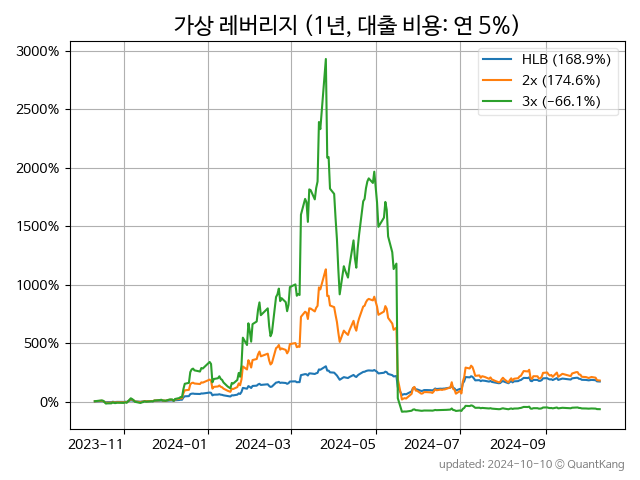 가상 레버리지 (1년, 대출 비용: 연 5%)
3000%
2500%
2000%
1500%
1000%
500%
0%
HLB (168.9%)
2x (174.6%)
3x (−66.1%)
2023-11
2024-01
2024-03
2024-05
2024-07
2024-09
updated: 2024-10-10 © QuantKang